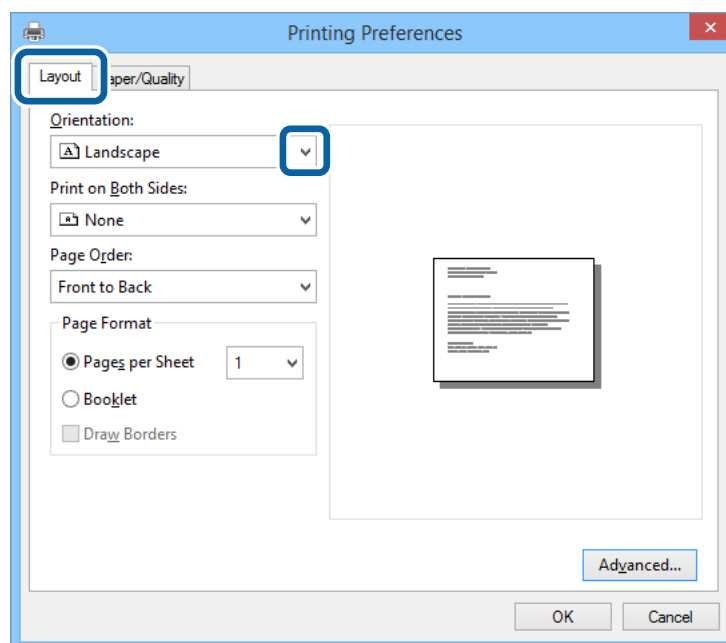 Printing Preferences
Layout
aper/Quality
Orientation:
Landscape
Print on Both Sides:
None
Page Order:
Front to Back
Page Format
Pages per Sheet 1
Booklet
Draw Borders
Advanced...
OK Cancel